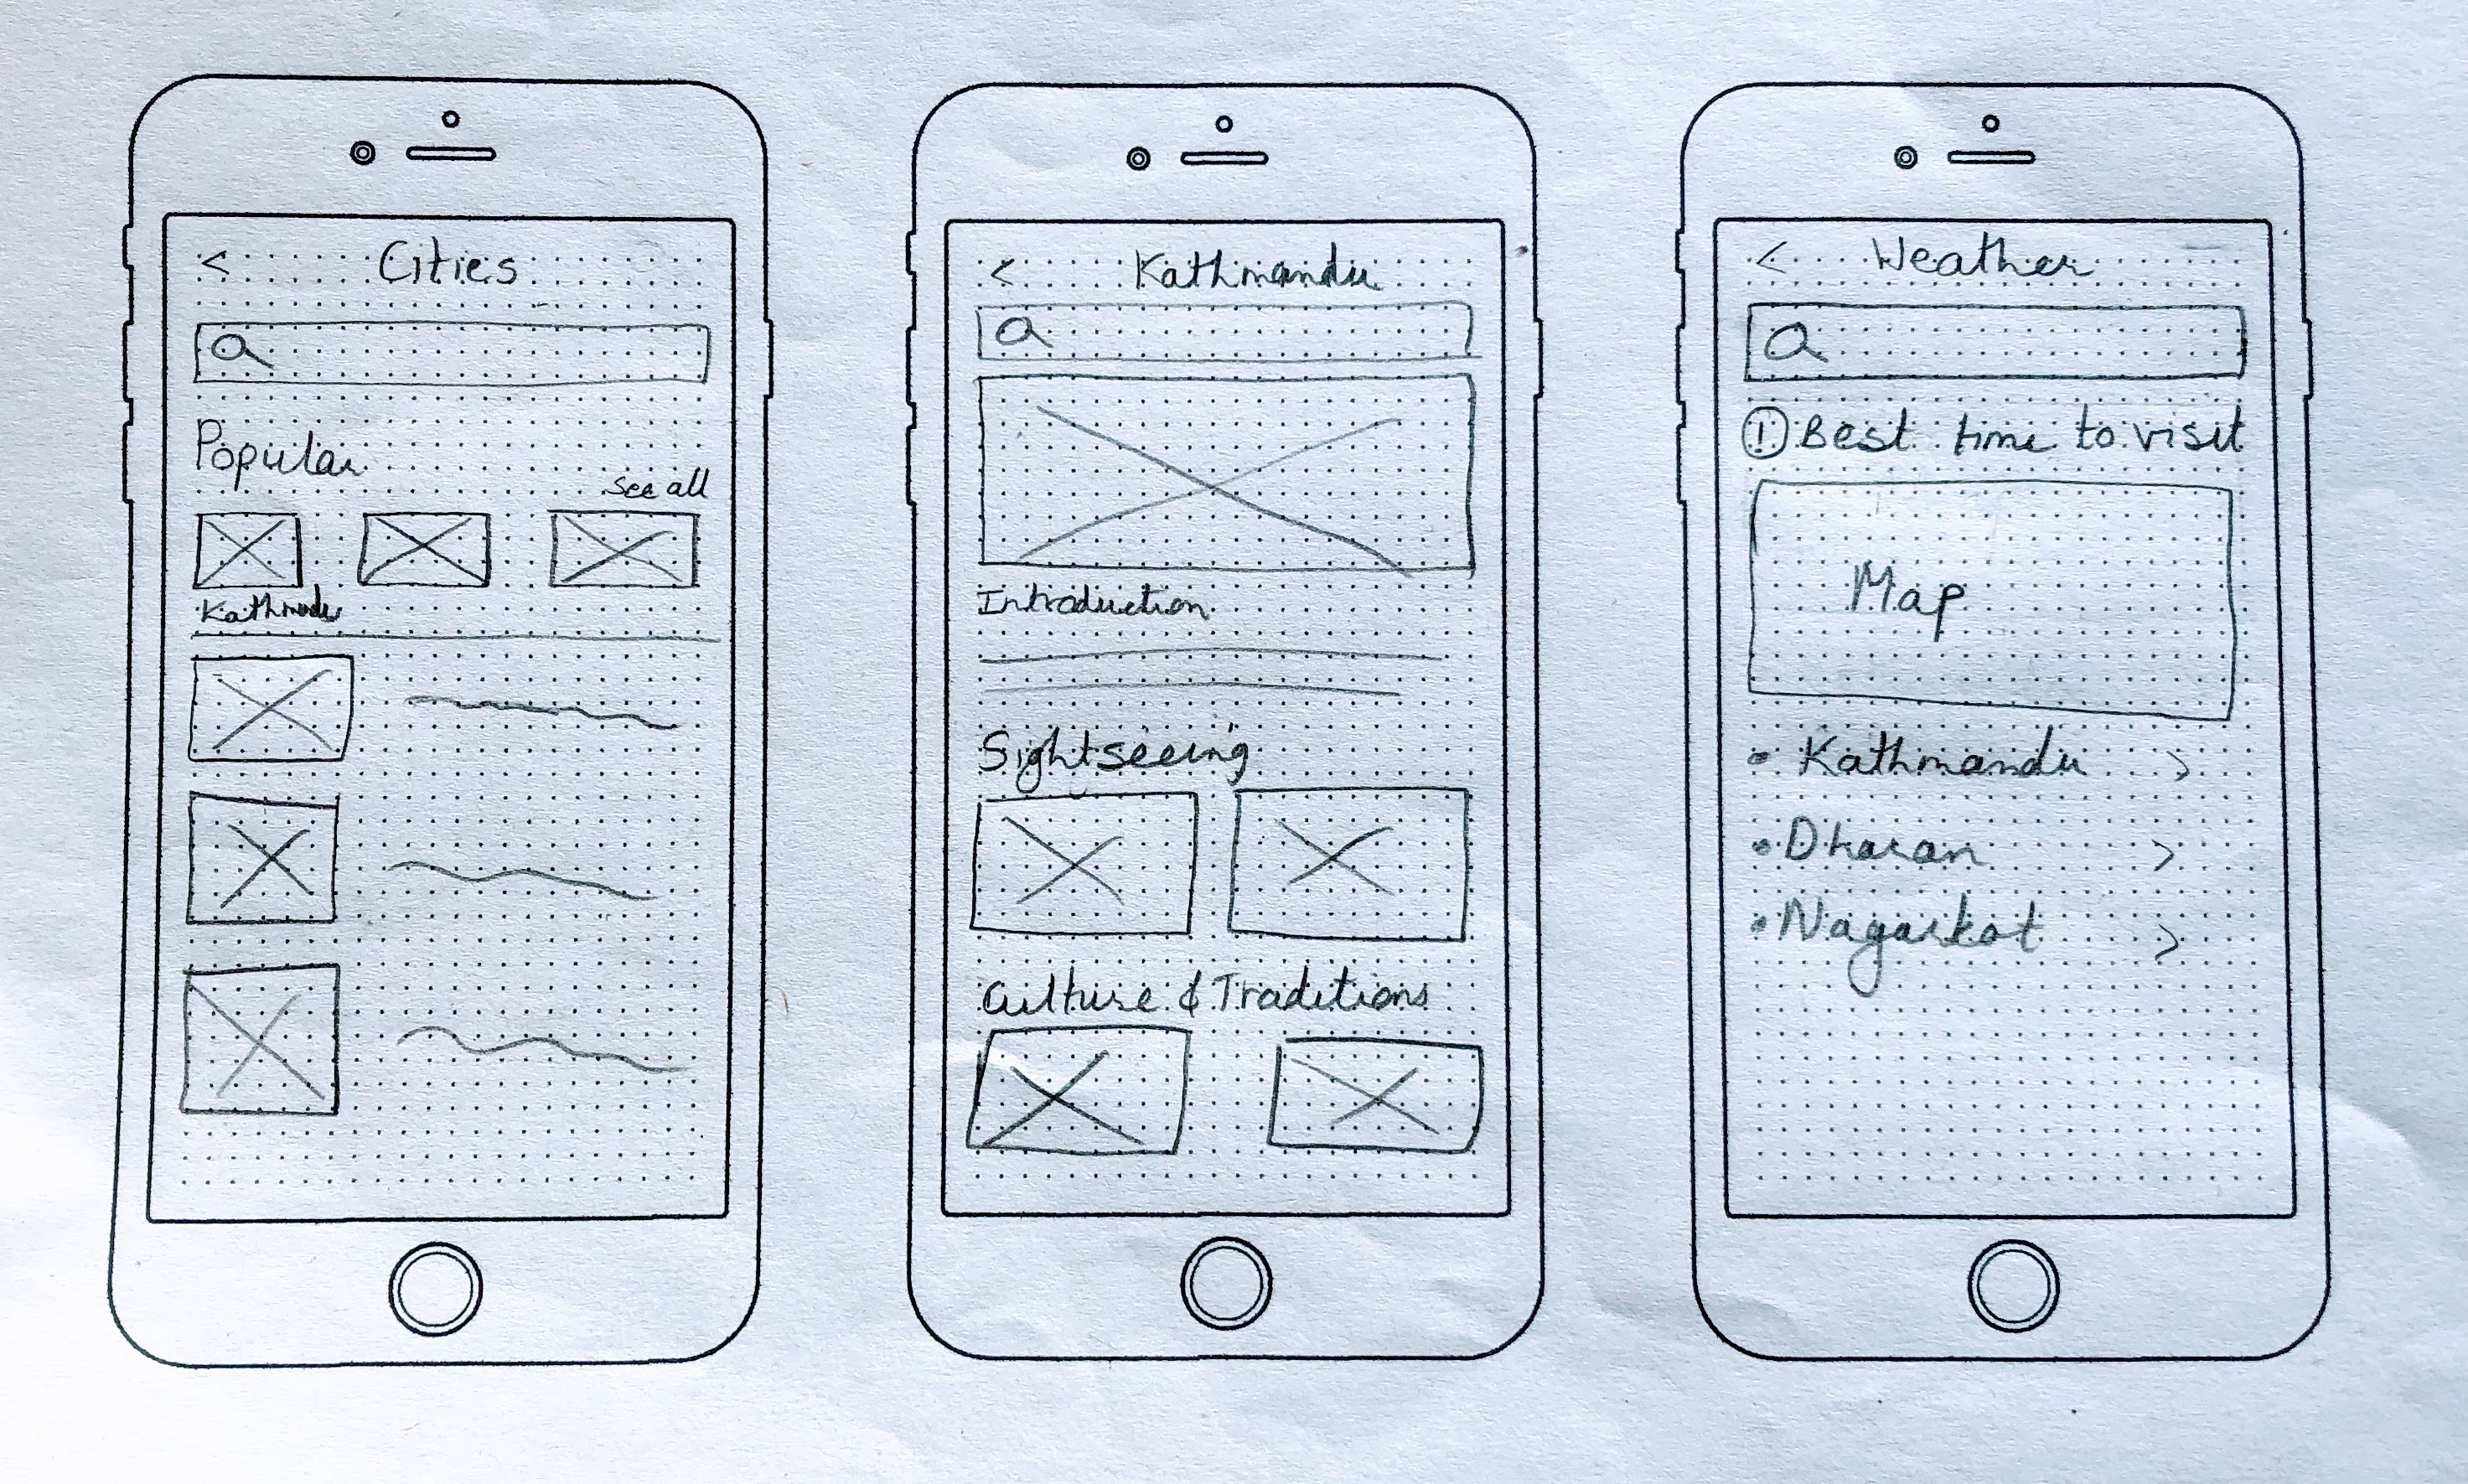 < Cities
Popular
See all
Kathmandu
< Kathmandu
Introduction
Sightseeing
Culture & Traditions
< Weather
! Best time to visit
Map
• Kathmandu >
• Dharan >
• Nagarkot >